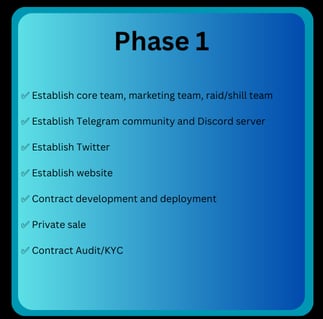 Phase 1
✅ Establish core team, marketing team, raid/shill team
✅ Establish Telegram community and Discord server
✅ Establish Twitter
✅ Establish website
✅ Contract development and deployment
✅ Private sale
✅ Contract Audit/KYC